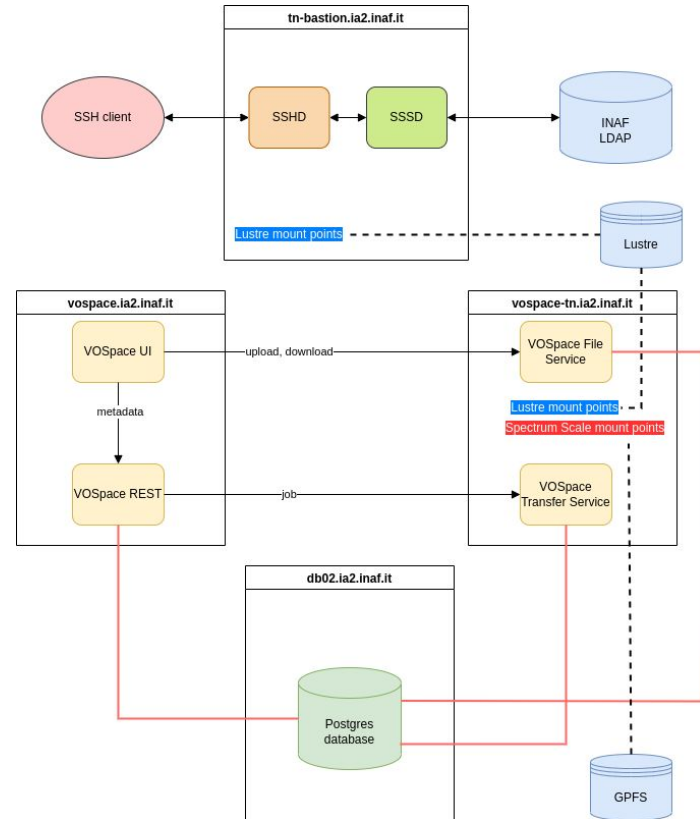 tn-bastion.ia2.inaf.it
SSH client
SSHD
SSSD
INAF
LDAP
Lustre mount points
Lustre
vospace.ia2.inaf.it
vospace-tn.ia2.inaf.it
VOSpace UI
upload, download
VOSpace File
Service
metadata
Lustre mount points
Spectrum Scale mount points
VOSpace REST
job
VOSpace
Transfer Service
db02.ia2.inaf.it
Postgres
database
GPFS